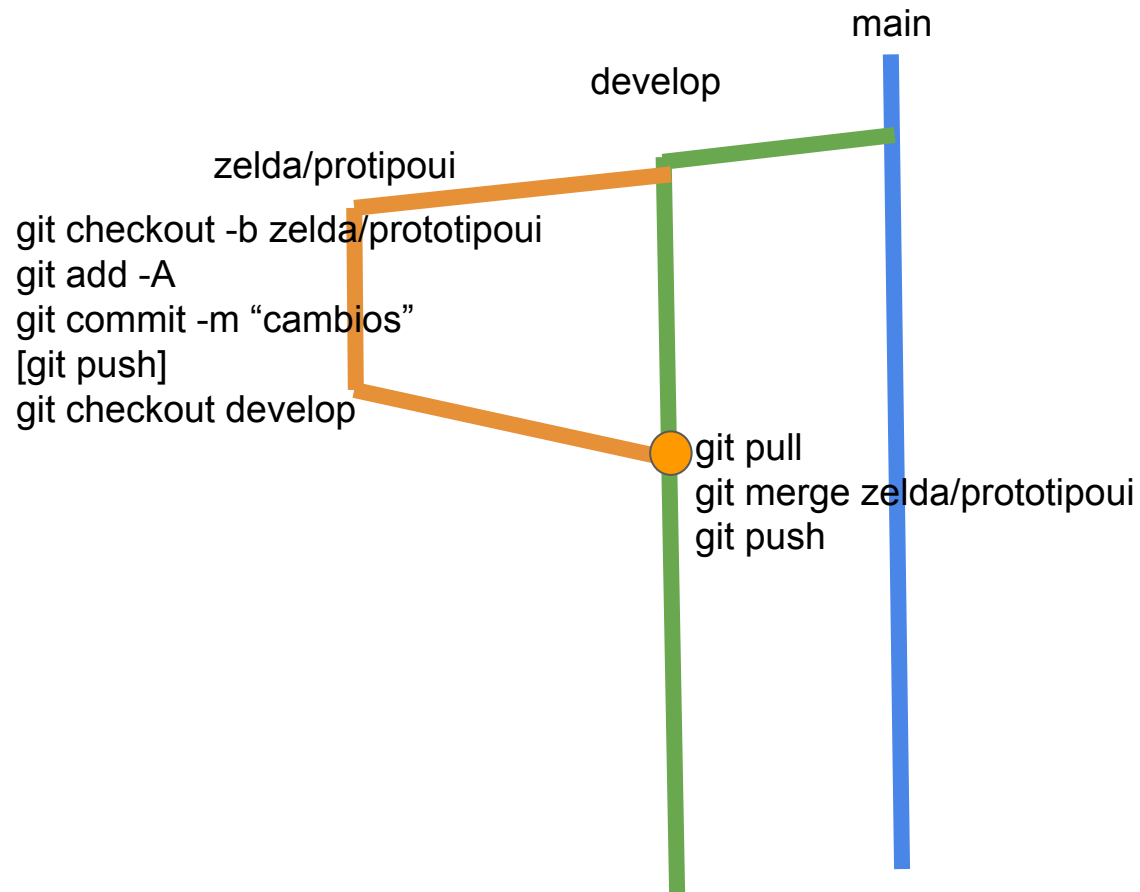 main
develop
zelda/protipoui
git checkout -b zelda/prototipoui
git add -A
git commit -m “cambios”
[git push]
git checkout develop
git pull
git merge zelda/prototipoui
git push